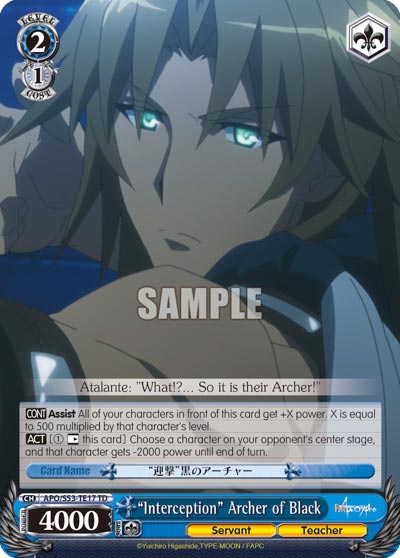 LEVEL
2
1
COST
SAMPLE
Atalante: "What!?... So it is their Archer!"
CONT Assist All of your characters in front of this card get +X power. X is equal
to 500 multiplied by that character's level.
ACT [① this card] Choose a character on your opponent's center stage,
and that character gets -2000 power until end of turn.
Card Name "迎撃"黒のアーチャー
CH APO/S53-TE17 TD
POWER 4000 "Interception" Archer of Black Fate/Apocrypha
Servant Teacher
©Yuichiro Higashide,TYPE-MOON / FAPC